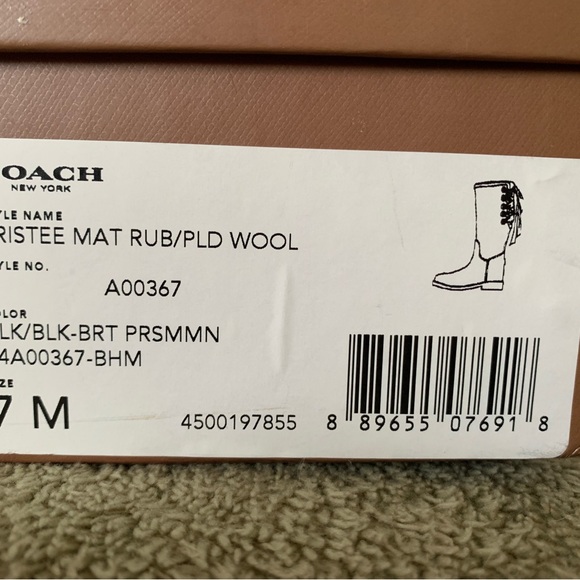 OACH
NEW YORK
YLE NAME
RISTEE MAT RUB/PLD WOOL
YLE NO.
A00367
OLOR
LK/BLK-BRT PRSMMN
4A00367-BHM
ZE
7 M
4500197855
8 89655 07691 8